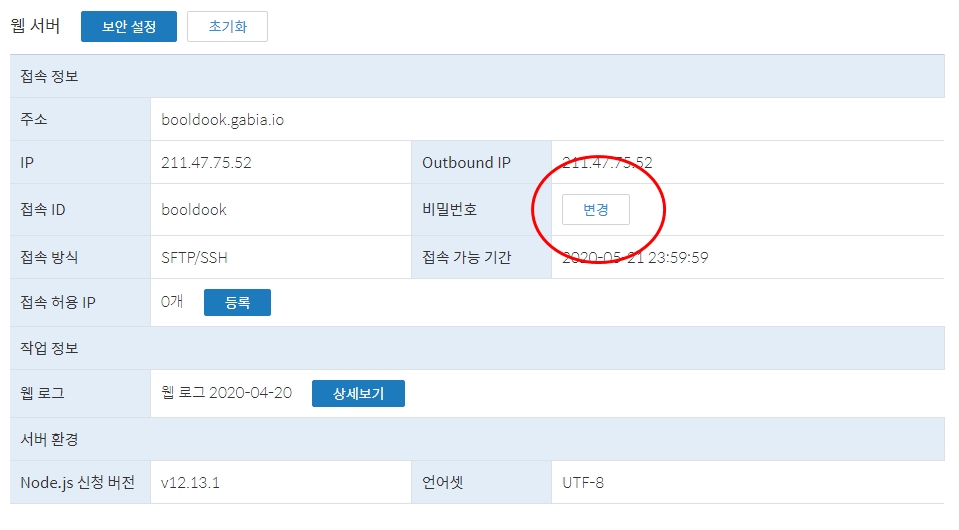 웹 서버 보안 설정 초기화
접속 정보
주소 booldook.gabia.io
IP 211.47.75.52 Outbound IP 211.47.75.52
접속 ID booldook 비밀번호 변경
접속 방식 SFTP/SSH 접속 가능 기간 2020-05-21 23:59:59
접속 허용 IP 0개 등록
작업 정보
웹 로그 웹 로그 2020-04-20 상세보기
서버 환경
Node.js 신청 버전 v12.13.1 언어셋 UTF-8